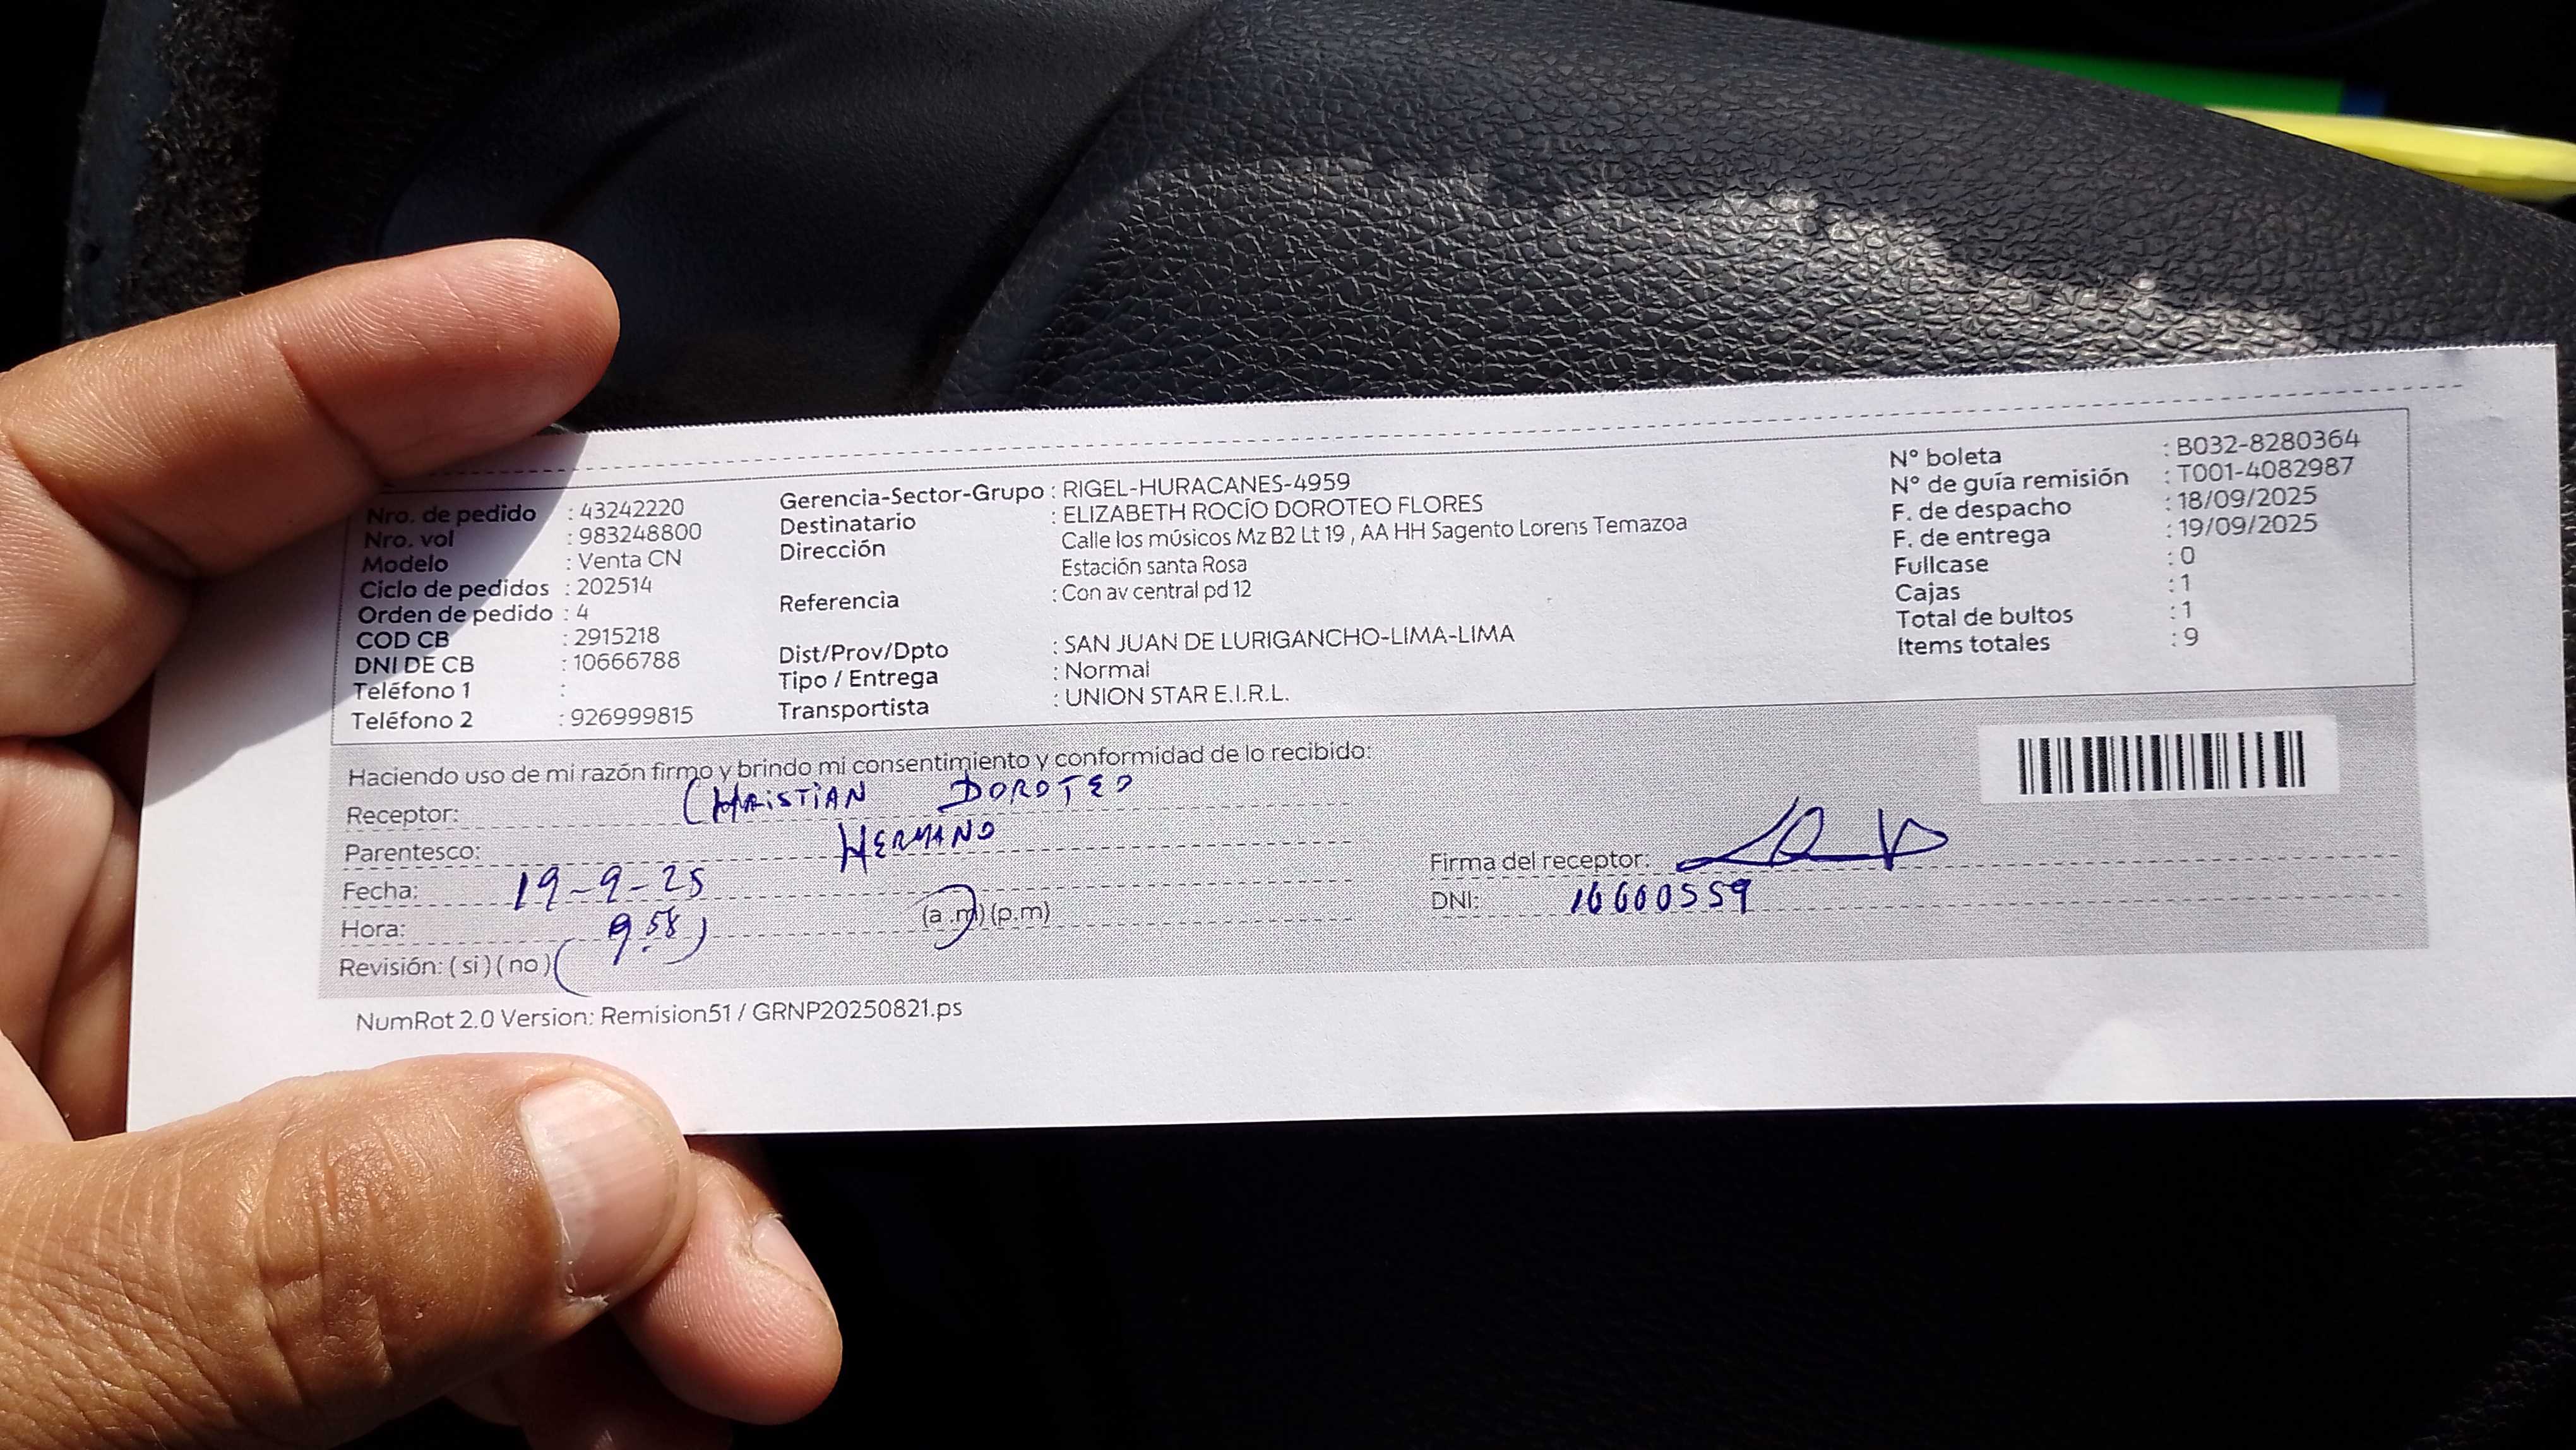 Nro. de pedido : 43242220
Nro. vol : 983248800
Modelo : Venta CN
Ciclo de pedidos : 202514
Orden de pedido : 4
COD CB : 2915218
DNI DE CB : 10666788
Teléfono 1 :
Teléfono 2 : 926999815
Gerencia-Sector-Grupo : RIGEL-HURACANES-4959
Destinatario : ELIZABETH ROCÍO DOROTEO FLORES
Dirección Calle los músicos Mz B2 Lt 19 , AA HH Sagento Lorens Temazoa
Estación santa Rosa
Referencia : Con av central pd 12
Dist/Prov/Dpto : SAN JUAN DE LURIGANCHO-LIMA-LIMA
Tipo / Entrega : Normal
Transportista : UNION STAR E.I.R.L.
N° boleta : B032-8280364
N° de guía remisión : T001-4082987
F. de despacho : 18/09/2025
F. de entrega : 19/09/2025
Fullcase : 0
Cajas : 1
Total de bultos : 1
Items totales : 9
Haciendo uso de mi razón firmo y brindo mi consentimiento y conformidad de lo recibido:
Receptor: CHRISTIAN DOROTEO
Parentesco: HERMANO
Fecha: 19-9-25
Hora: 9.58 (a.m) (p.m)
Revisión: ( si ) ( no )
Firma del receptor:
DNI: 16660559
NumRot 2.0 Version: Remision51 / GRNP20250821.ps